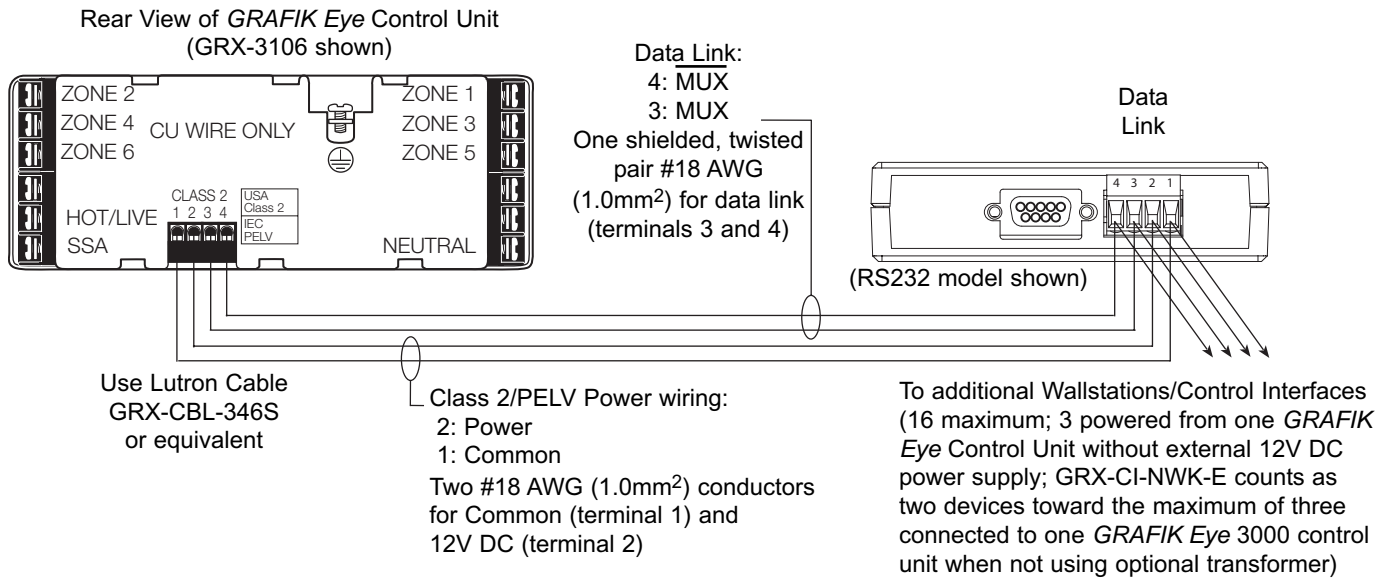 Rear View of GRAFIK Eye Control Unit
(GRX-3106 shown)
ZONE 2
ZONE 4
ZONE 6
CU WIRE ONLY
ZONE 1
ZONE 3
ZONE 5
CLASS 2
1 2 3 4
USA
Class 2
IEC
PELV
HOT/LIVE
SSA
NEUTRAL
Data Link:
4: M̅U̅X̅
3: MUX
One shielded, twisted
pair #18 AWG
(1.0mm²) for data link
(terminals 3 and 4)
Data
Link
4 3 2 1
(RS232 model shown)
Use Lutron Cable
GRX-CBL-346S
or equivalent
Class 2/PELV Power wiring:
2: Power
1: Common
Two #18 AWG (1.0mm²) conductors
for Common (terminal 1) and
12V DC (terminal 2)
To additional Wallstations/Control Interfaces
(16 maximum; 3 powered from one GRAFIK
Eye Control Unit without external 12V DC
power supply; GRX-CI-NWK-E counts as
two devices toward the maximum of three
connected to one GRAFIK Eye 3000 control
unit when not using optional transformer)